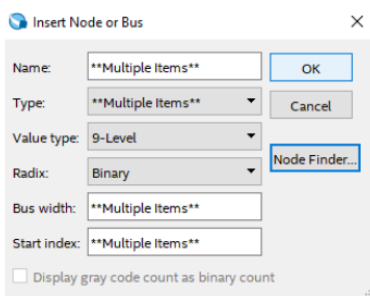 Insert Node or Bus
Name: **Multiple Items** OK
Type: **Multiple Items** Cancel
Value type: 9-Level
Node Finder...
Radix: Binary
Bus width: **Multiple Items**
Start index: **Multiple Items**
Display gray code count as binary count